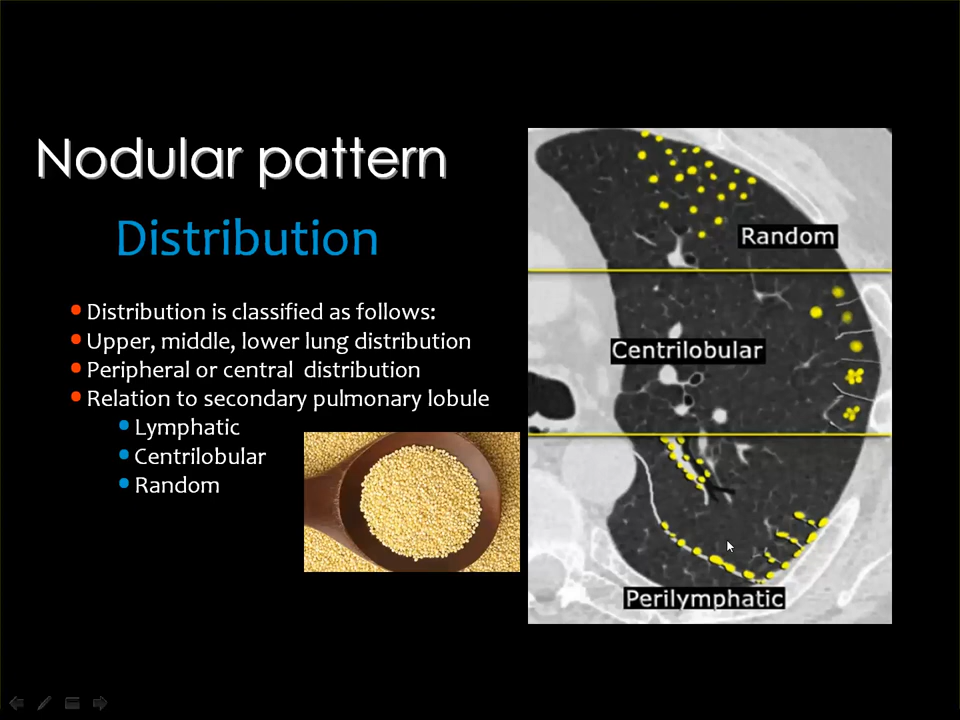 Nodular pattern
Distribution
Distribution is classified as follows:
Upper, middle, lower lung distribution
Peripheral or central distribution
Relation to secondary pulmonary lobule
Lymphatic
Centrilobular
Random
Random
Centrilobular
Perilymphatic